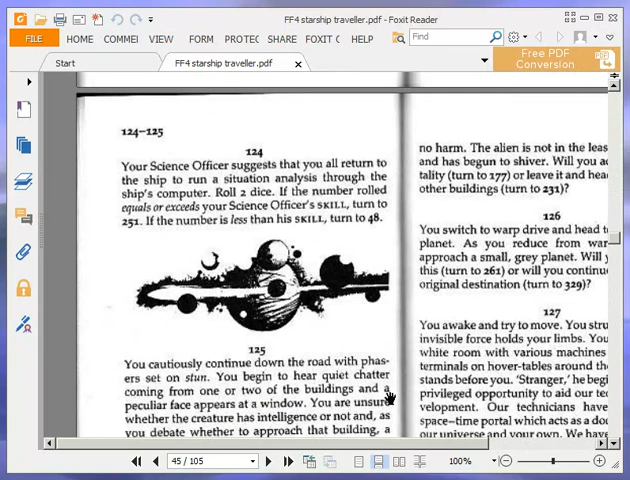 FF4 starship traveller.pdf - Foxit Reader
FILE HOME COMMEI VIEW FORM PROTEC SHARE FOXIT C Find
Start FF4 starship traveller.pdf Free PDF
Conversion
124–125
124
Your Science Officer suggests that you all return to
the ship to run a situation analysis through the
ship's computer. Roll 2 dice. If the number rolled
equals or exceeds your Science Officer's SKILL, turn to
251. If the number is less than his SKILL, turn to 48.
125
You cautiously continue down the road with phas-
ers set on stun. You begin to hear quiet chatter
coming from one or two of the buildings and a
peculiar face appears at a window. You are unsure
whether the creature has intelligence or not and, as
you debate whether to approach that building, a
no harm. The alien is not in the leas
and has begun to shiver. Will you
tality (turn to 177) or leave it and
other buildings (turn to 231)?
126
You switch to warp drive and head
planet. As you reduce from war
approach a small, grey planet. Will
this (turn to 261) or will you continu
original destination (turn to 329)?
127
You awake and try to move. You stru
invisible force holds your limbs. You
white room with various machines
terminals on hover-tables around the
stands before you. 'Stranger,' he begi
privileged opportunity to aid our
velopment. Our technicians have
space–time portal which acts as a
our universe and your own. We have
45 / 105 100%